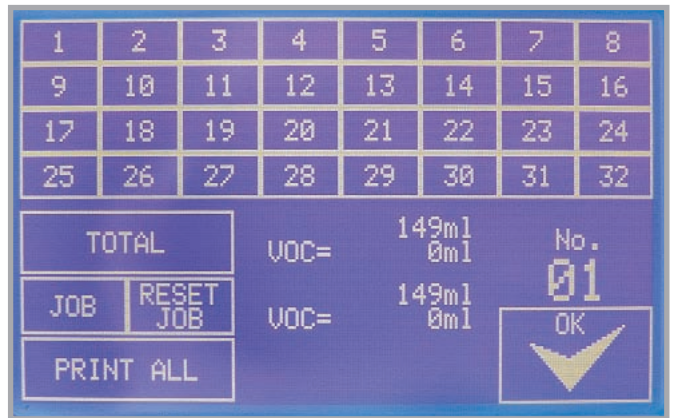 1 2 3 4 5 6 7 8
9 10 11 12 13 14 15 16
17 18 19 20 21 22 23 24
25 26 27 28 29 30 31 32
TOTAL
149ml
VOC= 0ml
No.
01
JOB
RESET
JOB
149ml
VOC= 0ml
PRINT ALL
OK